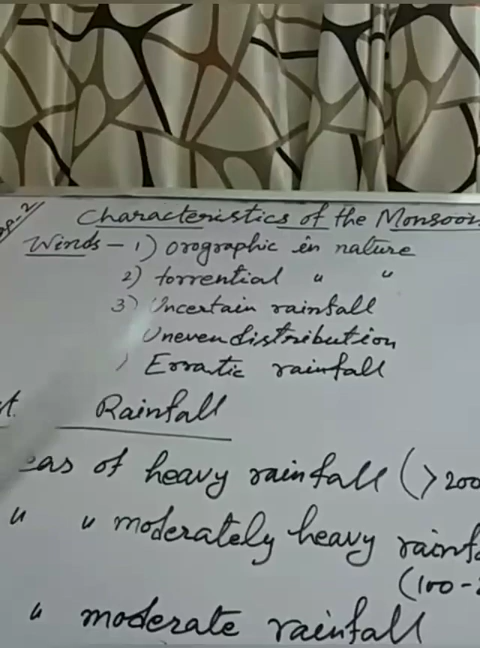 Characteristics of the Monsoon
Winds - 1) orographic in nature
2) torrential " "
3) Uncertain rainfall
Uneven distribution
) Erratic rainfall
Rainfall
of heavy rainfall (> 200
" " moderately heavy
(100-
" moderate rainfall